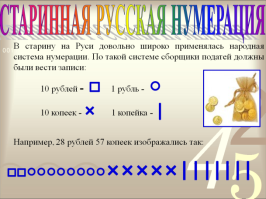 СТАРИННАЯ РУССКАЯ НУМЕРАЦИЯ
В старину на Руси довольно широко применялась народная
система нумерации. По такой системе сборщики податей должны
были вести записи:
10 рублей - □ 1 рубль - ○
10 копеек - × 1 копейка - |
Например, 28 рублей 57 копеек изображались так:
□□○○○○○○○○×××××|||||||